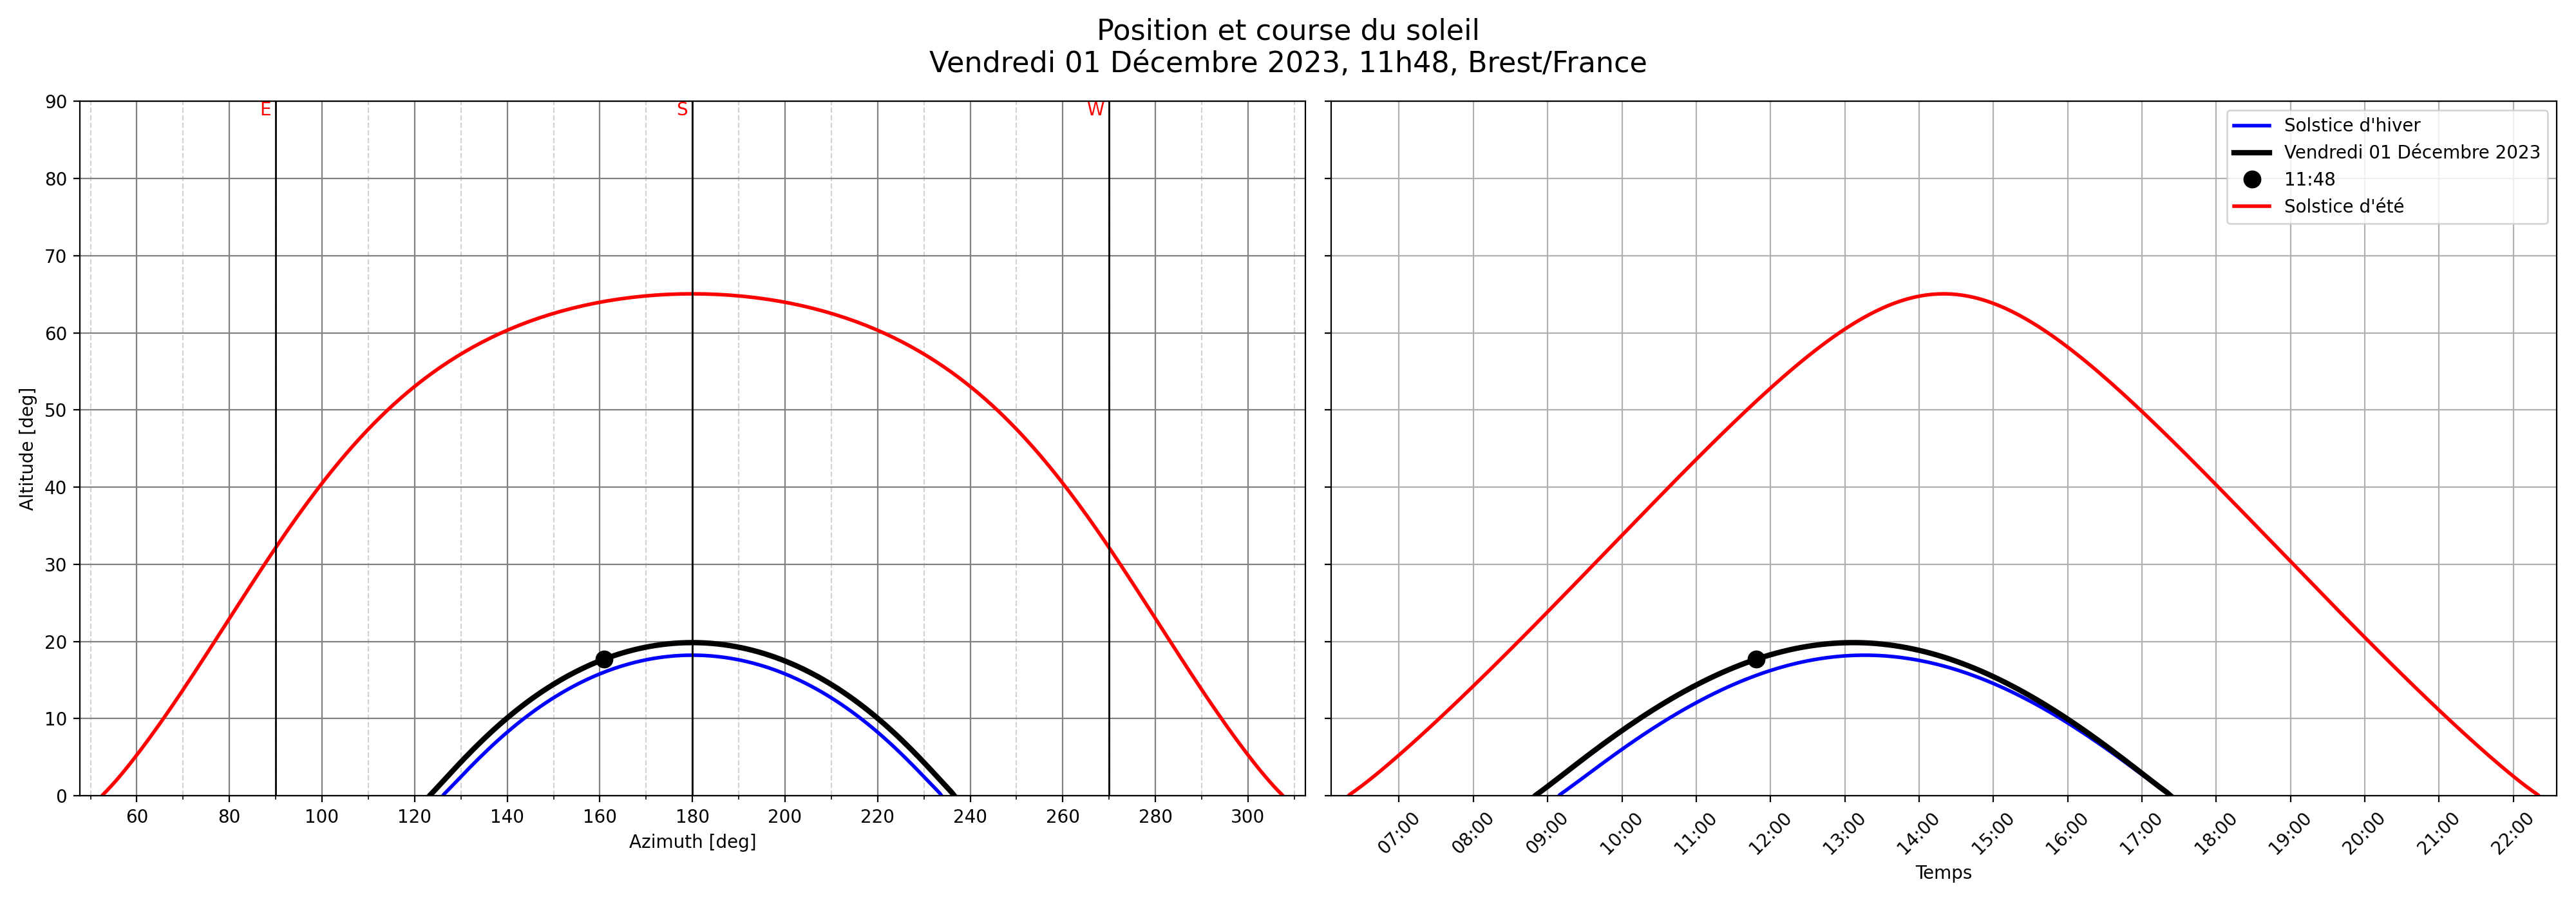 Position et course du soleil
Vendredi 01 Décembre 2023, 11h48, Brest/France
E
S
W
90
80
70
60
50
40
30
20
10
0
Altitude [deg]
60 80 100 120 140 160 180 200 220 240 260 280 300
Azimuth [deg]
Solstice d'hiver
Vendredi 01 Décembre 2023
11:48
Solstice d'été
07:00 08:00 09:00 10:00 11:00 12:00 13:00 14:00 15:00 16:00 17:00 18:00 19:00 20:00 21:00 22:00
Temps